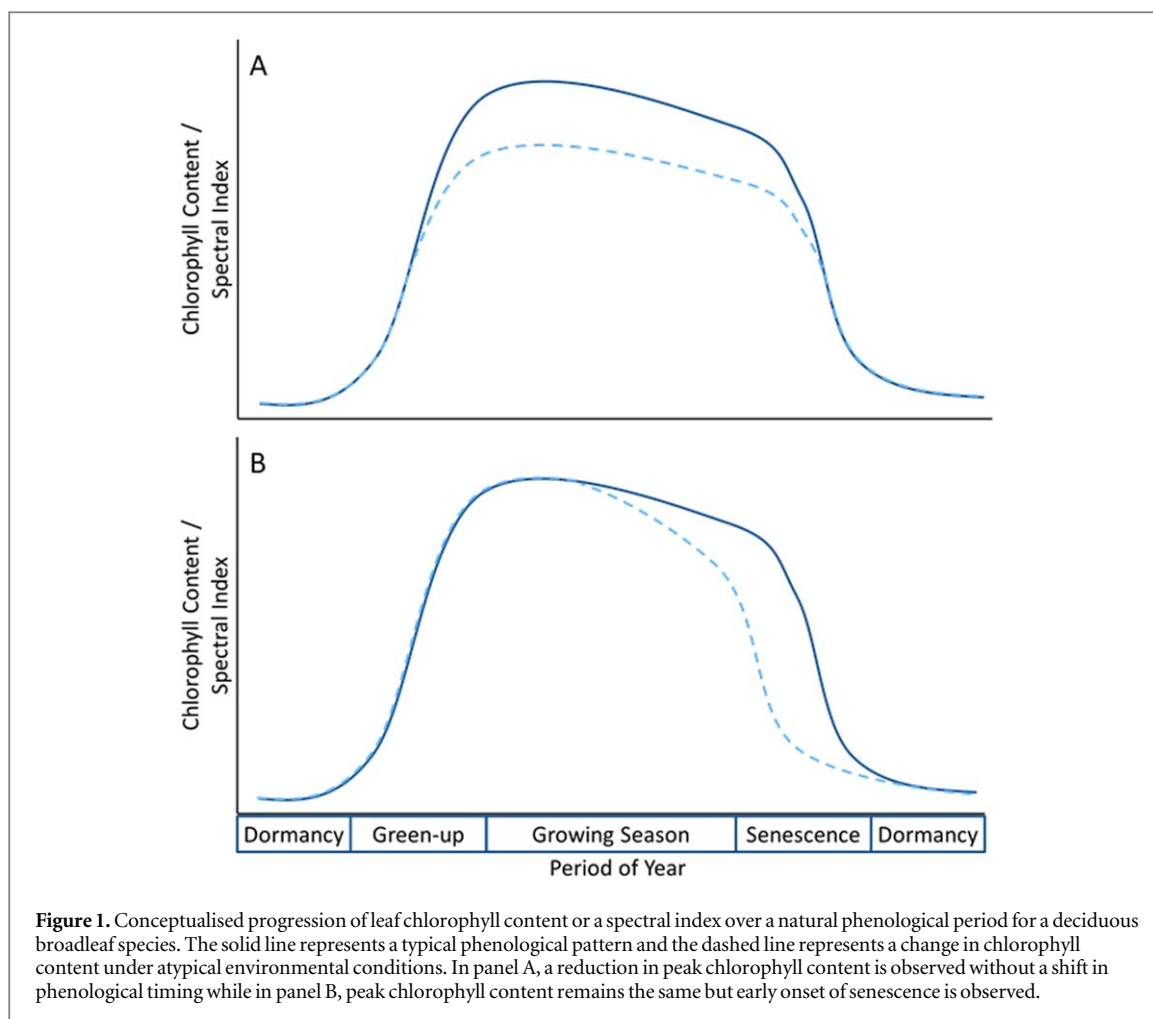 A
Chlorophyll Content /
Spectral Index
B
Chlorophyll Content /
Spectral Index
Dormancy Green-up Growing Season Senescence Dormancy
Period of Year
Figure 1. Conceptualised progression of leaf chlorophyll content or a spectral index over a natural phenological period for a deciduous
broadleaf species. The solid line represents a typical phenological pattern and the dashed line represents a change in chlorophyll
content under atypical environmental conditions. In panel A, a reduction in peak chlorophyll content is observed without a shift in
phenological timing while in panel B, peak chlorophyll content remains the same but early onset of senescence is observed.